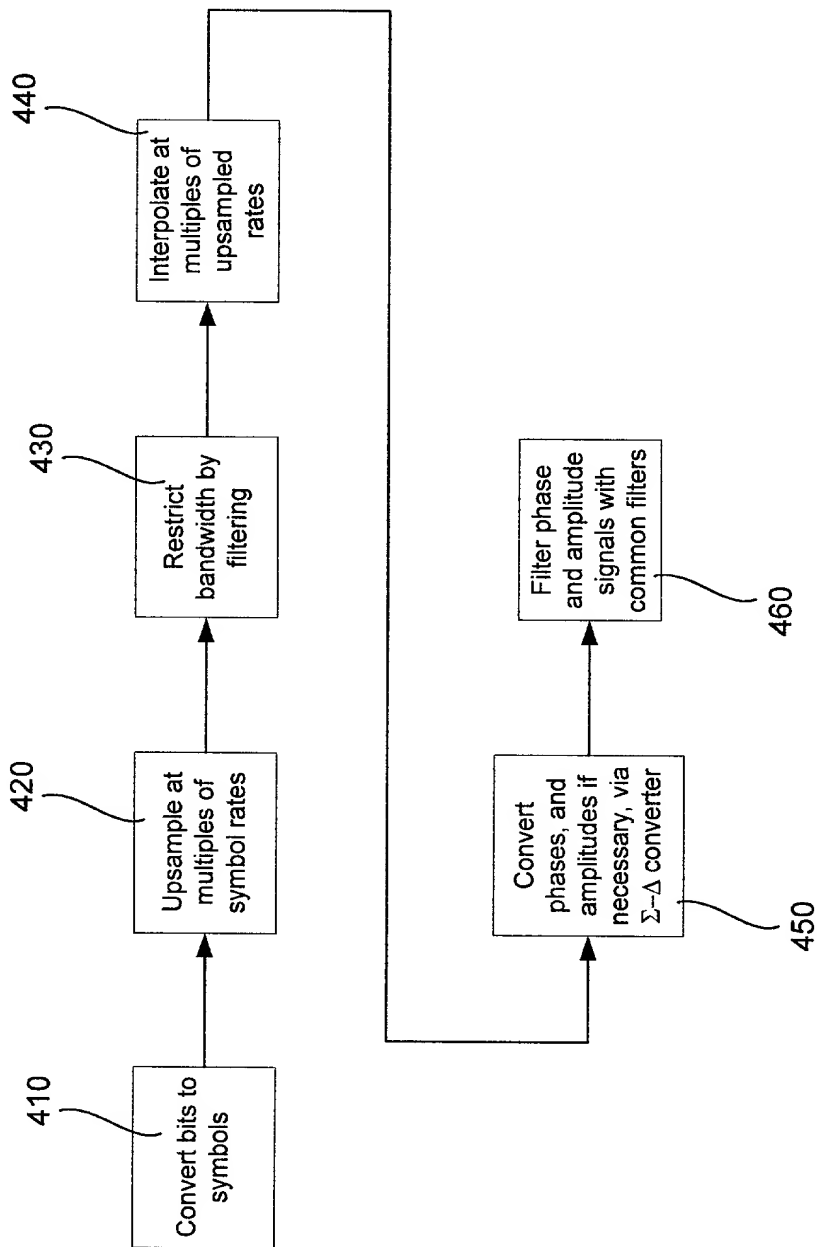 410
Convert bits to
symbols
420
Upsample at
multiples of
symbol rates
430
Restrict
bandwidth by
filtering
440
Interpolate at
multiples of
upsampled
rates
Convert
phases, and
amplitudes if
necessary, via
Σ–Δ converter
450
Filter phase
and amplitude
signals with
common filters
460